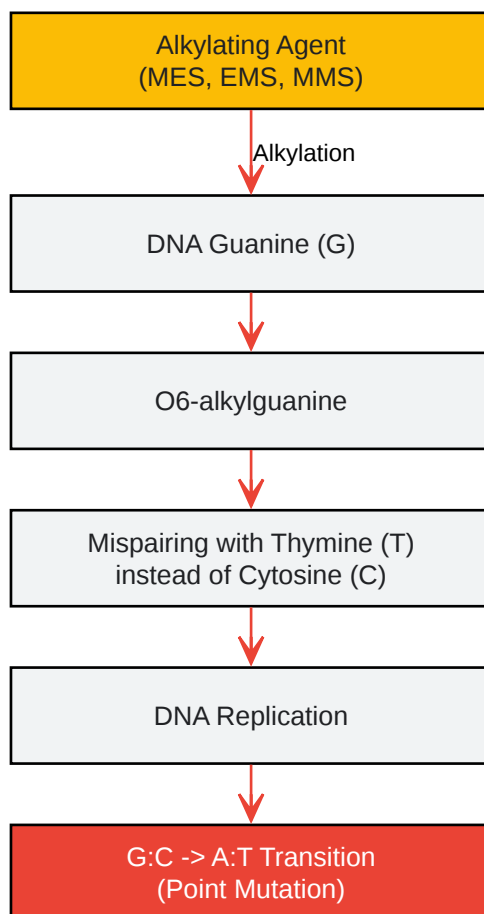 Alkylating Agent
(MES, EMS, MMS)
Alkylation
DNA Guanine (G)
O6-alkylguanine
Mispairing with Thymine (T)
instead of Cytosine (C)
DNA Replication
G:C -> A:T Transition
(Point Mutation)